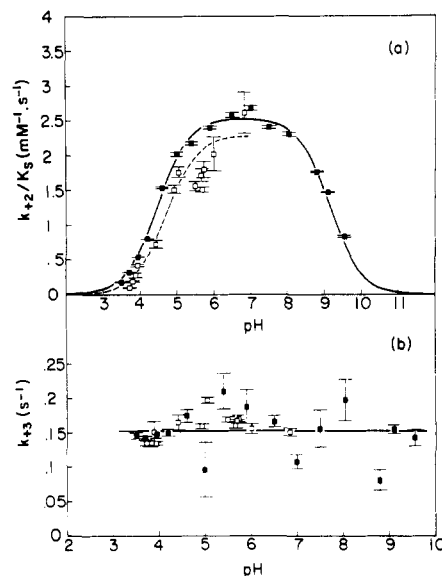 (a)
4
3.5
3
2.5
2
1.5
1
.5
0
k+2/KS (mM-1.s-1)
3 4 5 6 7 8 9 10 11
pH
(b)
.25
.2
.15
.1
.05
0
k+3 (s-1)
2 3 4 5 6 7 8 9 10
pH